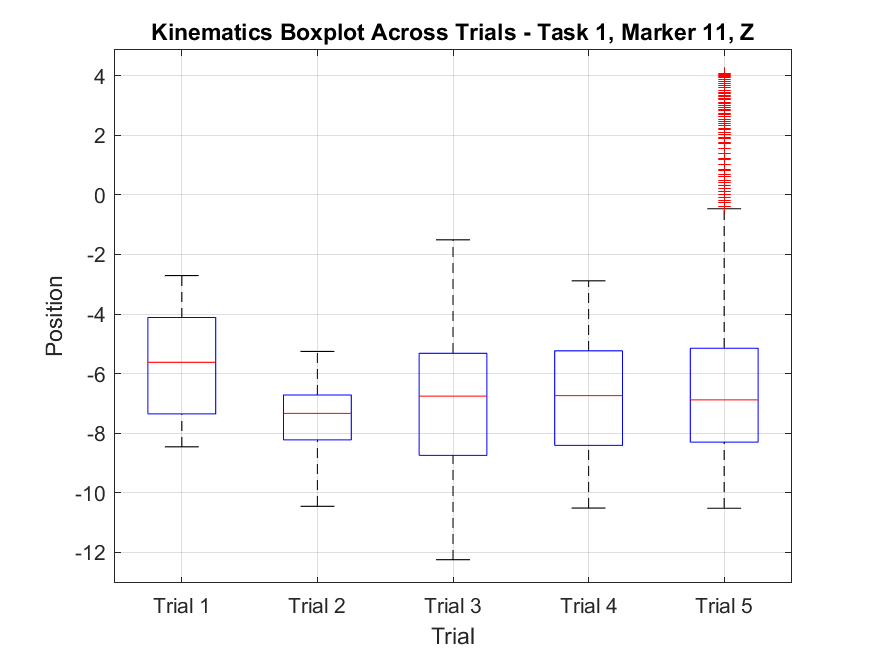 Kinematics Boxplot Across Trials - Task 1, Marker 11, Z
Position
4
2
0
-2
-4
-6
-8
-10
-12
Trial 1 Trial 2 Trial 3 Trial 4 Trial 5
Trial